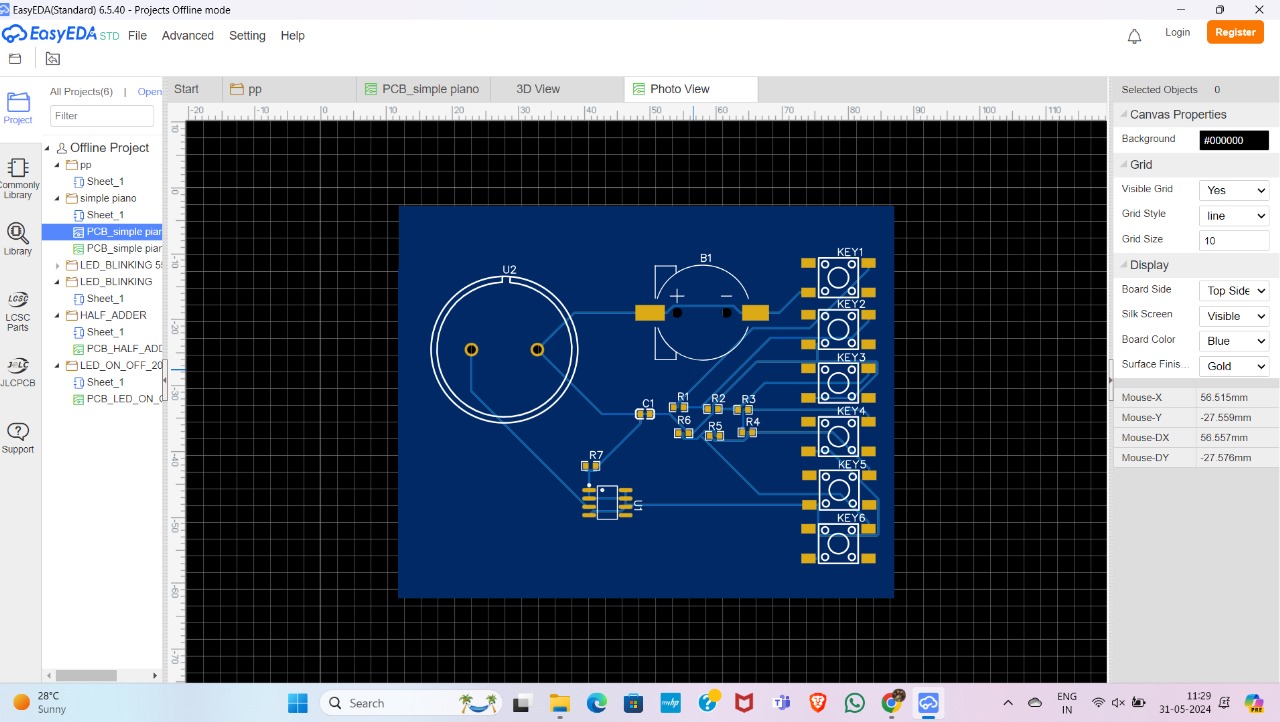 EasyEDA(Standard) 6.5.40 - Projects Offline mode
EasyEDA STD File Advanced Setting Help
Login Register
All Projects(6) | Open
Filter
Project
Commonly Library
Library
LCSC Parts
JLCPCB
Support
Offline Project
pp
Sheet_1
simple piano
Sheet_1
PCB_simple pian
PCB_simple pian
LED_BLINKING_ 55
LED_BLINKING
Sheet_1
HALF_ADDER
Sheet_1
PCB_HALF_ADD
Sheet_1
PCB_LED_ON_O
Start pp PCB_simple piano 3D View Photo View
-20 -10 0 10 20 30 40 50 60 70 80 90 100 110
10
0
-10
-20
-30
-40
-50
-60
-70
U2
B1
+ −
KEY1
KEY2
KEY3
KEY4
KEY5
KEY6
C1
R1 R2 R3
R6 R5 R4
R7
U1
Selected Objects 0
Canvas Properties
Background #000000
Grid
Visible Grid Yes
Grid Style line
Grid Size 10
Display
Board Side Top Side
Silk Screen Visible
Board Color Blue
Gold
Mouse-X 56.515mm
Mouse-Y -27.559mm
Mouse-DX 56.557mm
Mouse-DY -27.576mm
28°C
Sunny
Search
ENG
IN
11:29
31-05-2024